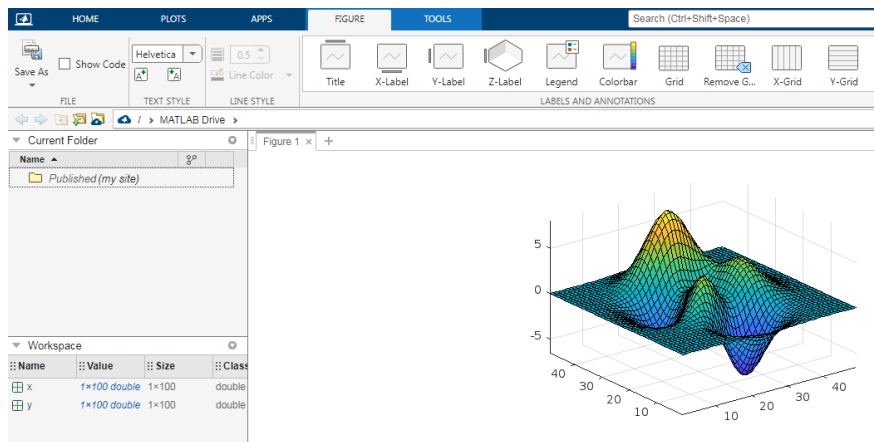 HOME PLOTS APPS FIGURE TOOLS Search (Ctrl+Shift+Space)
Save As Show Code Helvetica 0.5 Line Color Title X-Label Y-Label Z-Label Legend Colorbar Grid Remove G... X-Grid Y-Grid
A A
FILE TEXT STYLE LINE STYLE LABELS AND ANNOTATIONS
/ > MATLAB Drive >
Current Folder Figure 1 × +
Name
Published (my site)
5
0
-5
40 30 20 10 10 20 30 40
Workspace
Name Value Size Class
x 1×100 double 1×100 double
y 1×100 double 1×100 double